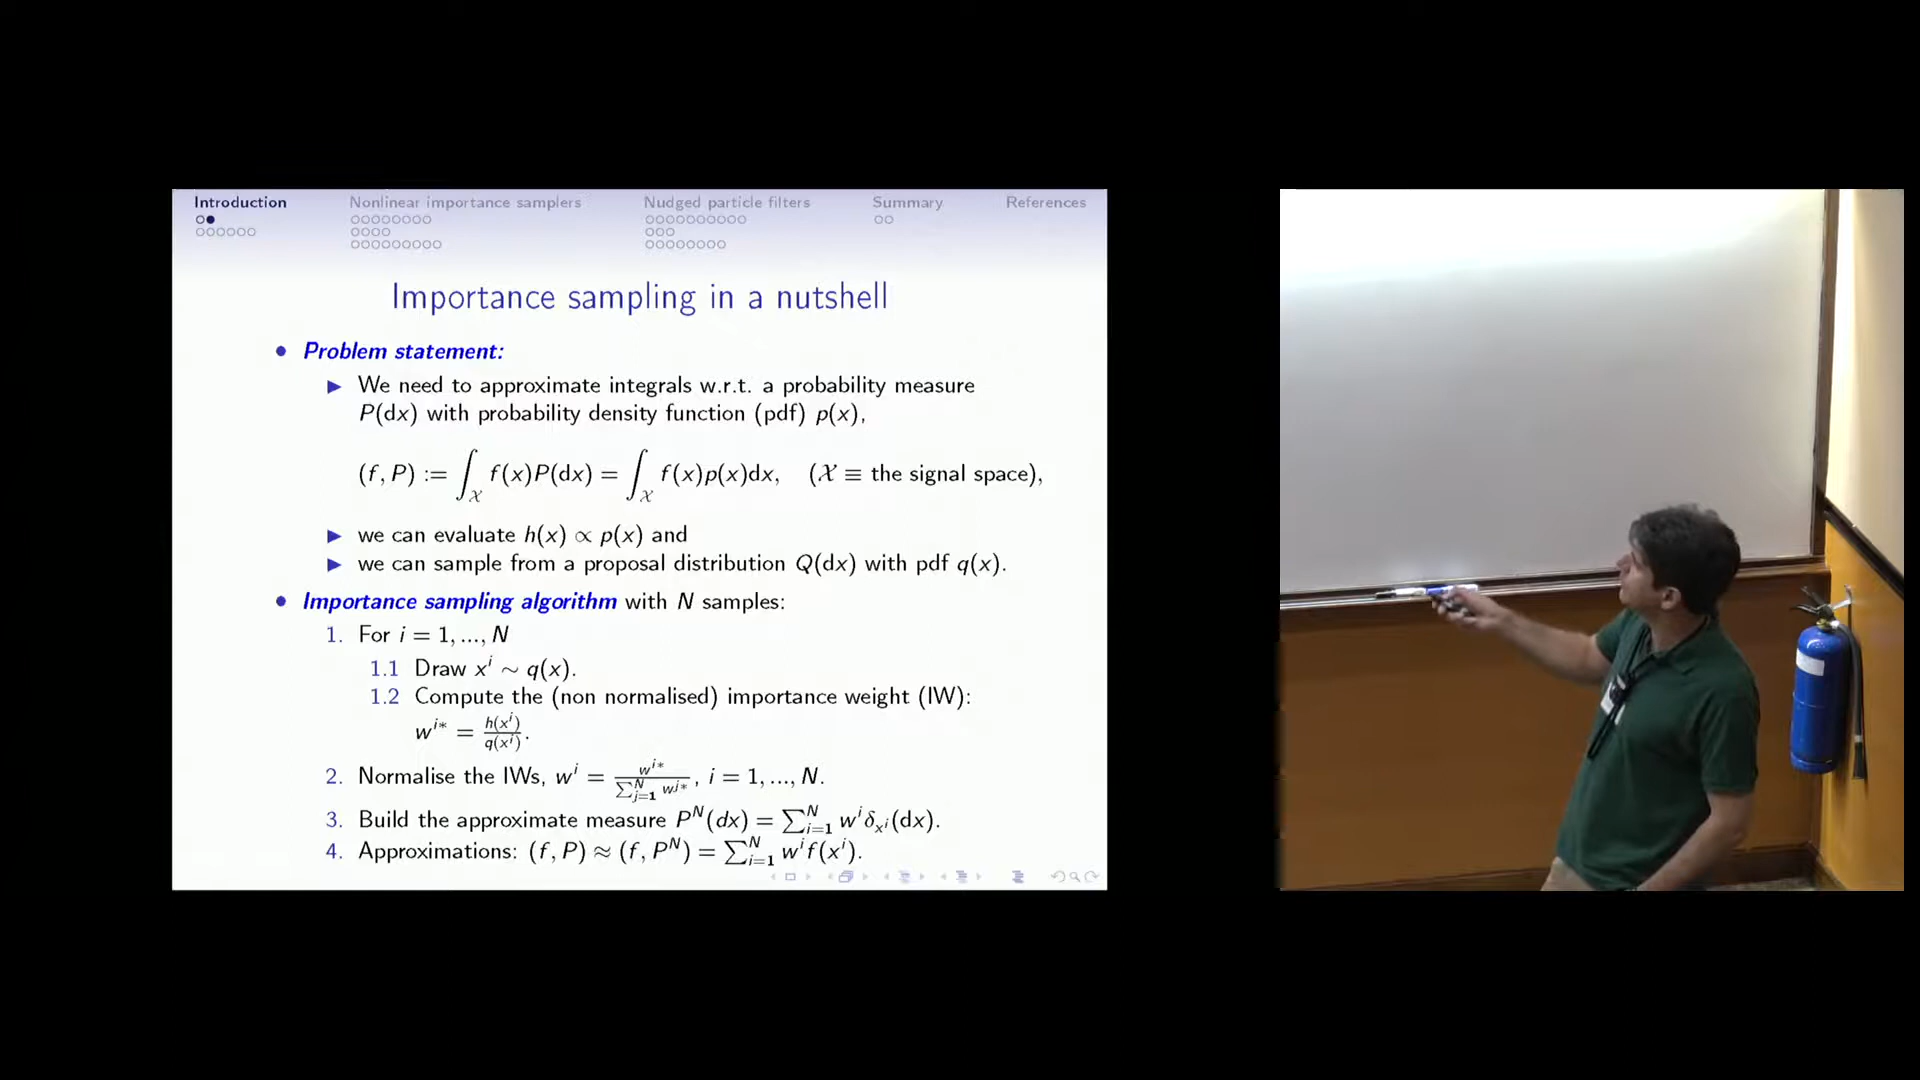 Introduction Nonlinear importance samplers Nudged particle filters Summary References
Importance sampling in a nutshell
• Problem statement:
▶ We need to approximate integrals w.r.t. a probability measure
P(dx) with probability density function (pdf) p(x),
(f, P) := ∫_𝒳 f(x)P(dx) = ∫_𝒳 f(x)p(x)dx, (𝒳 ≡ the signal space),
▶ we can evaluate h(x) ∝ p(x) and
▶ we can sample from a proposal distribution Q(dx) with pdf q(x).
• Importance sampling algorithm with N samples:
1. For i = 1, ..., N
1.1 Draw x^i ∼ q(x).
1.2 Compute the (non normalised) importance weight (IW):
w^{i*} = h(x^i)/q(x^i).
2. Normalise the IWs, w^i = w^{i*}/∑_{j=1}^N w^{j*}, i = 1, ..., N.
3. Build the approximate measure P^N(dx) = ∑_{i=1}^N w^i δ_{x^i}(dx).
4. Approximations: (f, P) ≈ (f, P^N) = ∑_{i=1}^N w^i f(x^i).